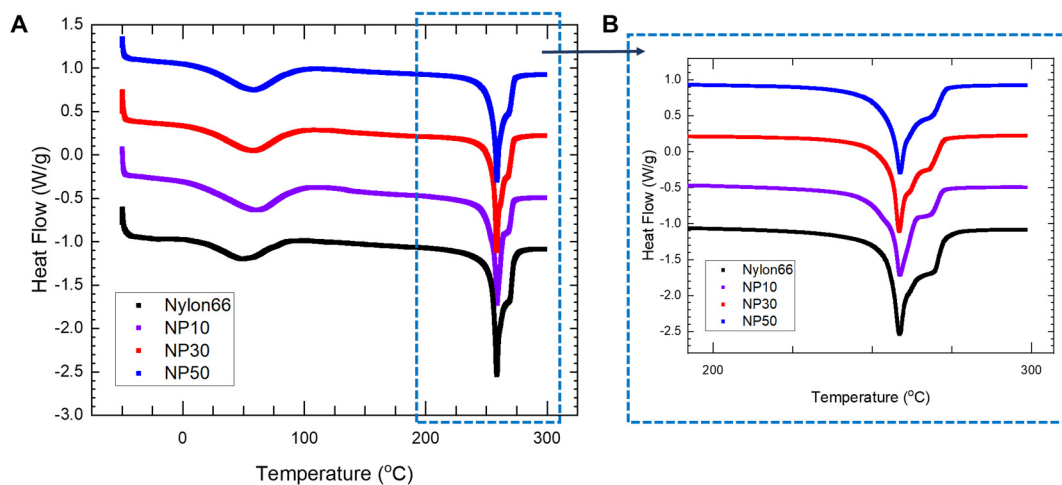 A
Heat Flow (W/g)
1.5
1.0
0.5
0.0
-0.5
-1.0
-1.5
-2.0
-2.5
-3.0
Nylon66
NP10
NP30
NP50
0
100
200
300
Temperature (°C)
B
Heat Flow (W/g)
1.0
0.5
0.0
-0.5
-1.0
-1.5
-2.0
-2.5
Nylon66
NP10
NP30
NP50
200
300
Temperature (°C)